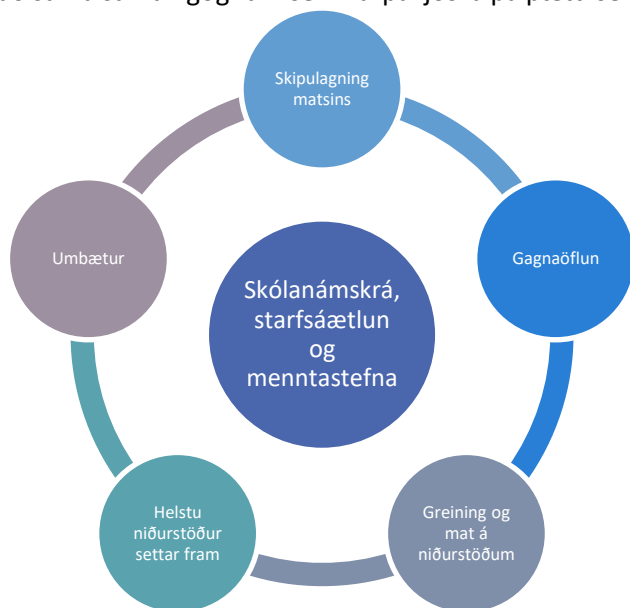 Skipulagning
matsins
Umbætur
Gagnaöflun
Skólanámskrá,
starfsáætlun
og
menntastefna
Helstu
niðurstöður
settar fram
Greining og
mat á
niðurstöðum